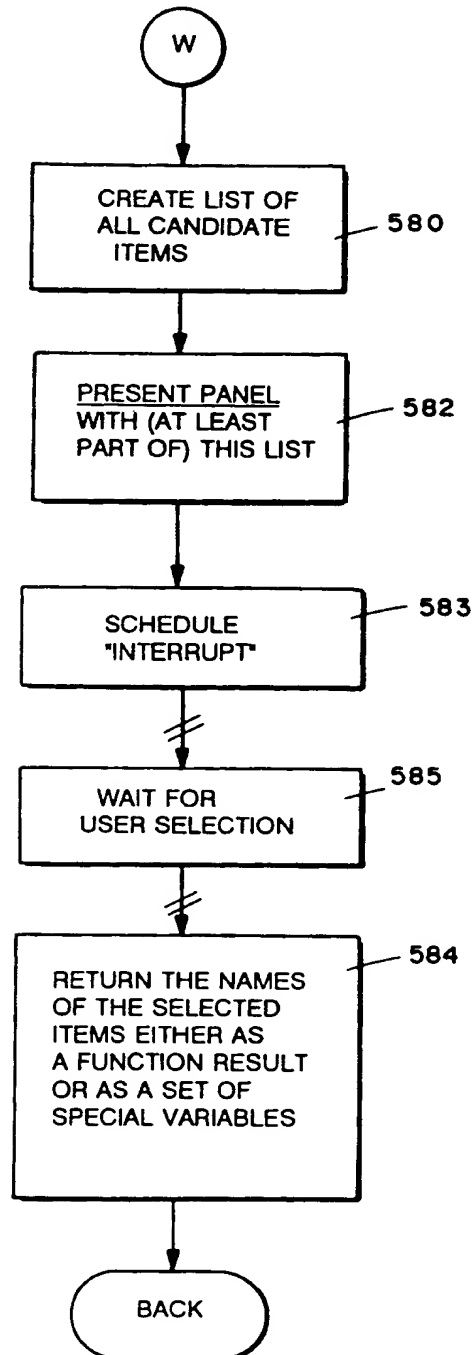 W
CREATE LIST OF
ALL CANDIDATE
ITEMS
580
PRESENT PANEL
WITH (AT LEAST
PART OF) THIS LIST
582
SCHEDULE
"INTERRUPT"
583
WAIT FOR
USER SELECTION
585
RETURN THE NAMES
OF THE SELECTED
ITEMS EITHER AS
A FUNCTION RESULT
OR AS A SET OF
SPECIAL VARIABLES
584
BACK